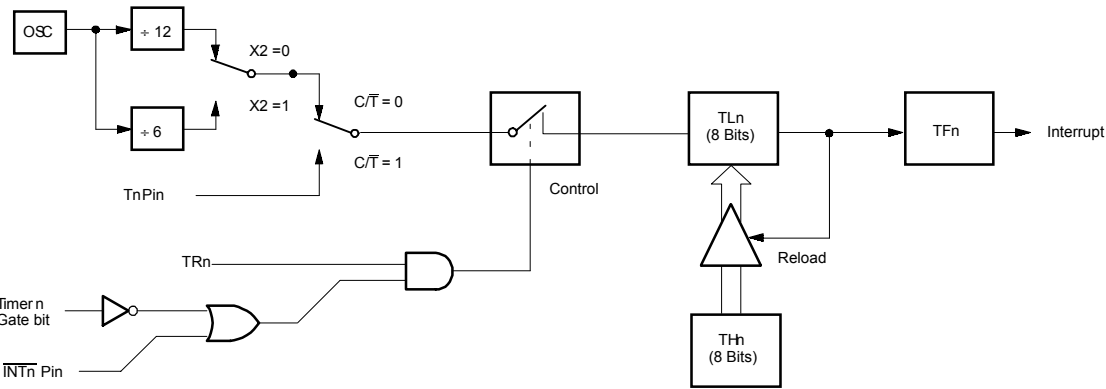 OSC
÷ 12
X2 = 0
÷ 6
X2 = 1
C/T̅ = 0
C/T̅ = 1
TnPin
Control
TLn
(8 Bits)
TFn
Interrupt
Reload
TRn
Timer n
Gate bit
I̅N̅T̅n̅ Pin
THn
(8 Bits)